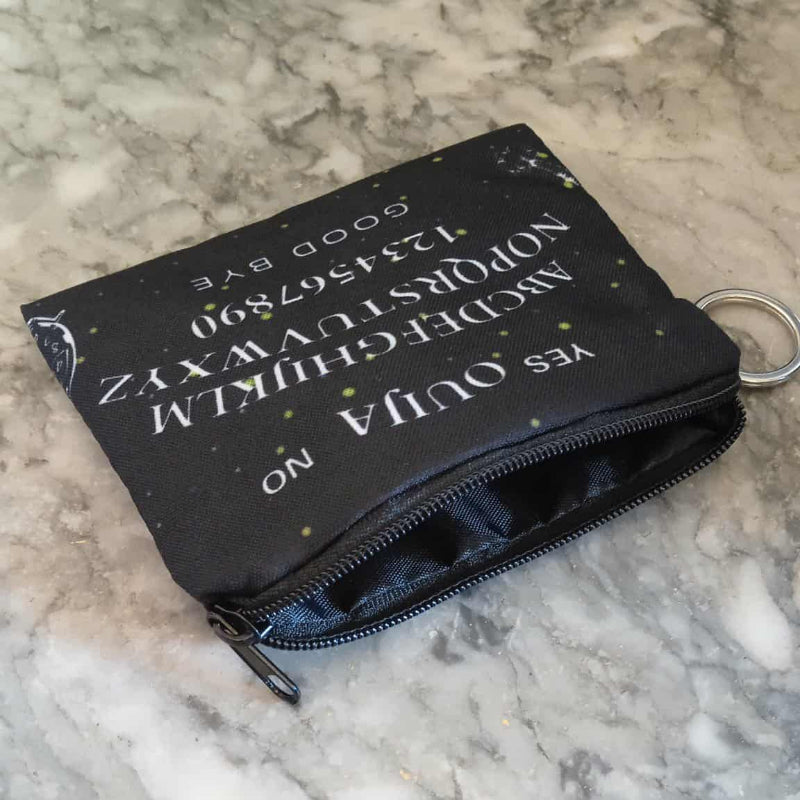 YES OUIJA NO
ABCDEFGHIJKLM
NOPQRSTUVWXYZ
1234567890
GOOD BYE